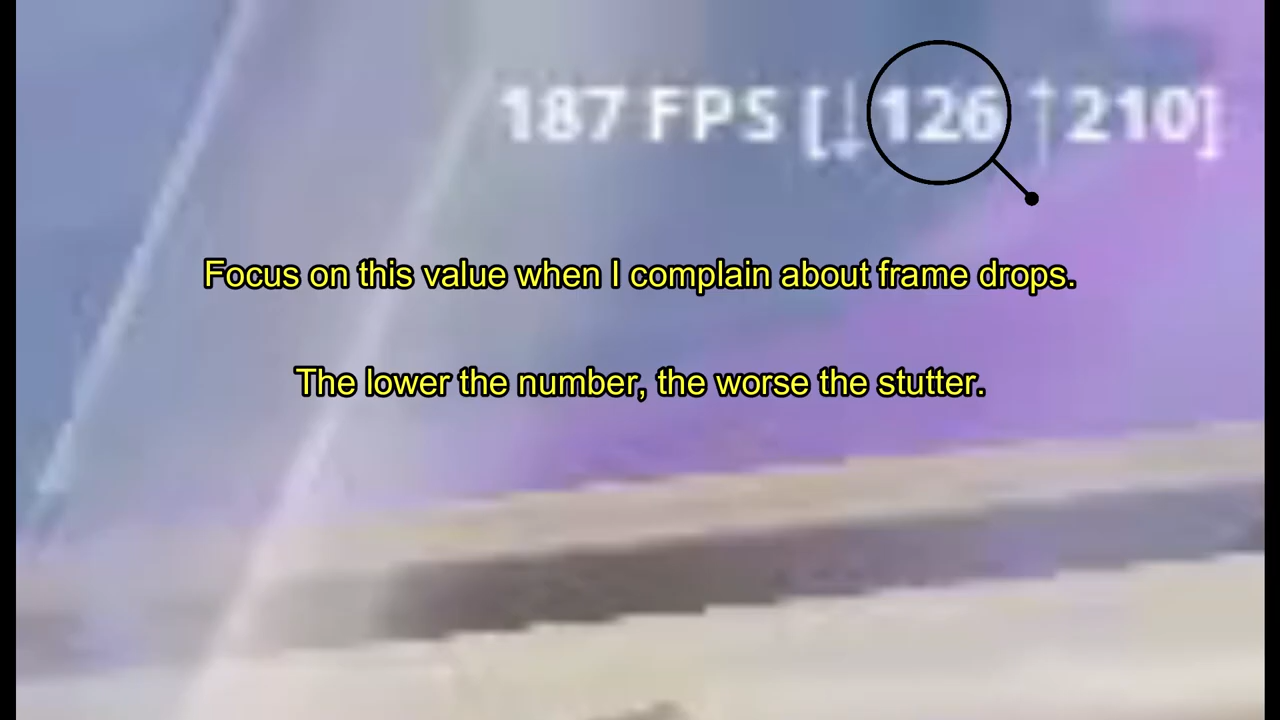 187 FPS [↓126 ↑210]
Focus on this value when I complain about frame drops.
The lower the number, the worse the stutter.